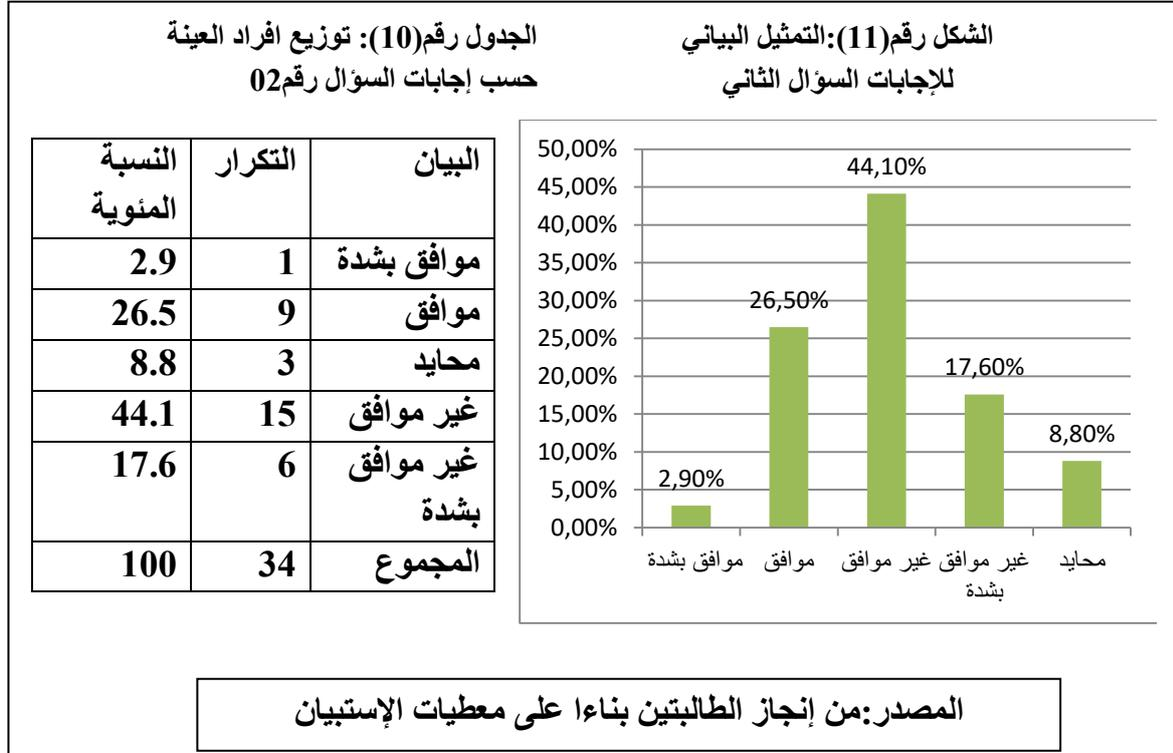 الجدول رقم(10): توزيع افراد العينة
حسب إجابات السؤال رقم02
الشكل رقم(11):التمثيل البياني
للإجابات السؤال الثاني
البيان التكرار النسبة
المئوية
موافق بشدة 1 2.9
موافق 9 26.5
محايد 3 8.8
غير موافق 15 44.1
غير موافق 6 17.6
بشدة
المجموع 34 100
50,00%
45,00%
40,00%
35,00%
30,00%
25,00%
20,00%
15,00%
10,00%
5,00%
0,00%
2,90%
26,50%
44,10%
17,60%
8,80%
موافق بشدة
موافق
غير موافق
غير موافق
بشدة
محايد
المصدر:من إنجاز الطالبتين بناءا على معطيات الإستبيان